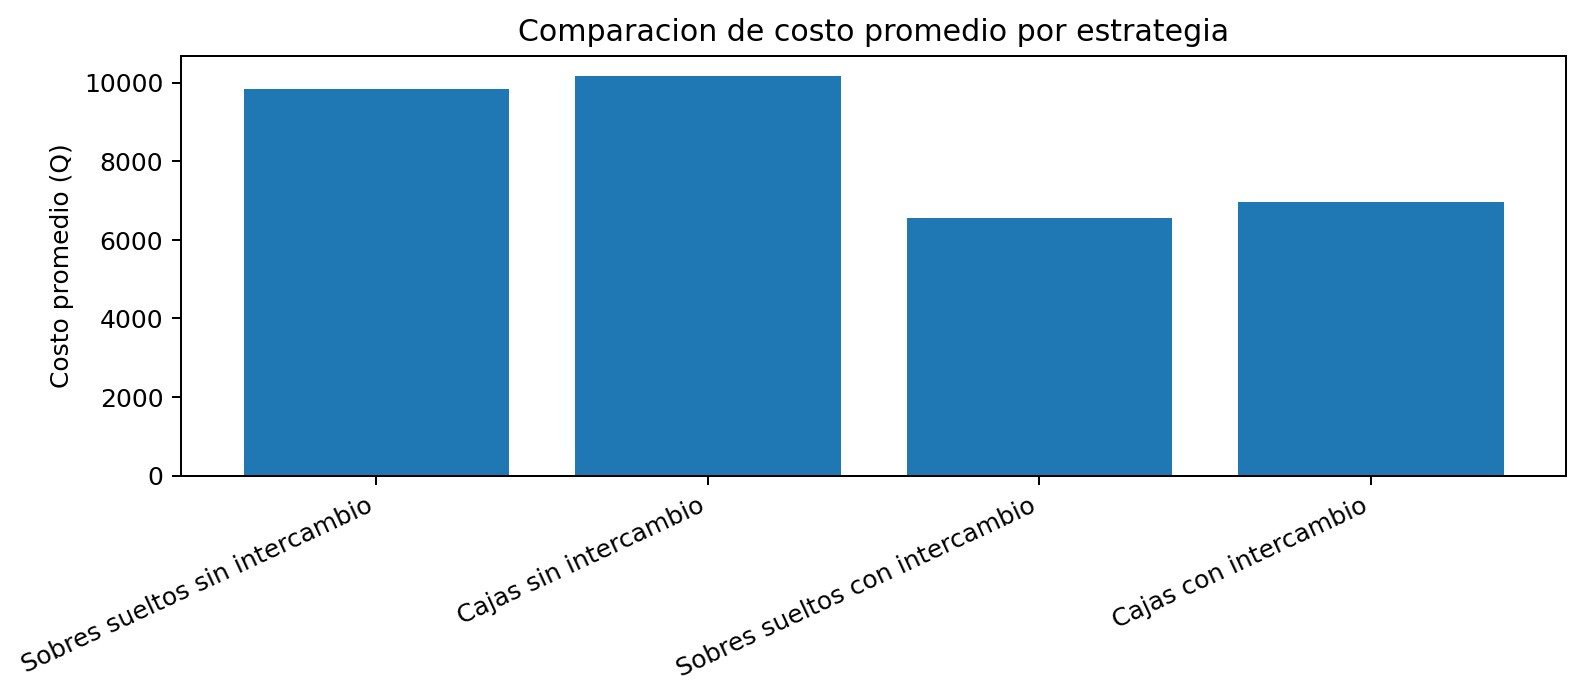 Comparacion de costo promedio por estrategia
Costo promedio (Q)
10000
8000
6000
4000
2000
0
Sobres sueltos sin intercambio
Cajas sin intercambio
Sobres sueltos con intercambio
Cajas con intercambio